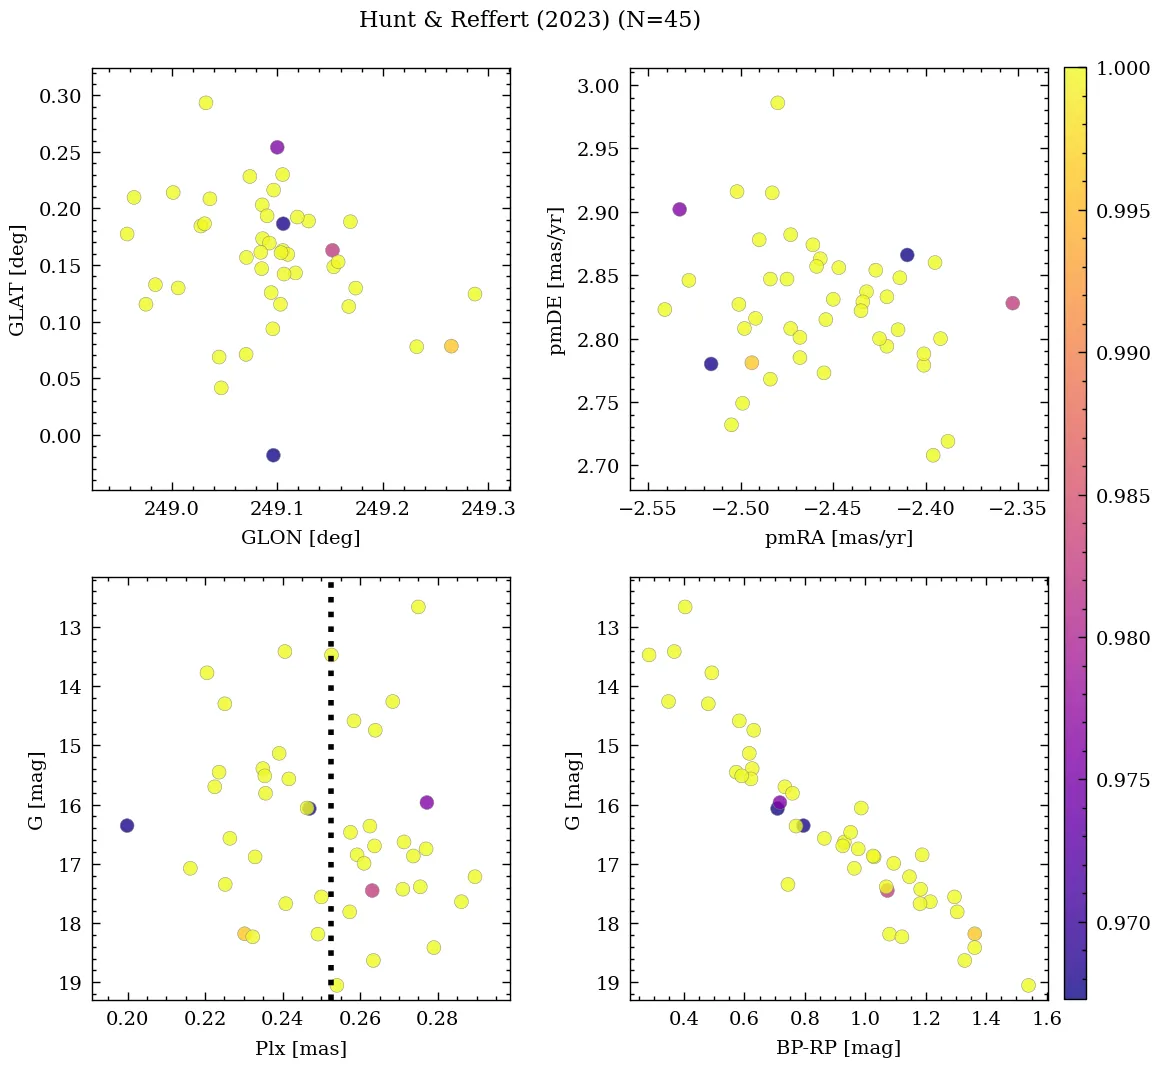 Hunt & Reffert (2023) (N=45)
0.30
0.25
0.20
0.15
0.10
0.05
0.00
GLAT [deg]
249.0 249.1 249.2 249.3
GLON [deg]
3.00
2.95
2.90
2.85
2.80
2.75
2.70
pmDE [mas/yr]
−2.55 −2.50 −2.45 −2.40 −2.35
pmRA [mas/yr]
13
14
15
16
17
18
19
G [mag]
0.20 0.22 0.24 0.26 0.28
Plx [mas]
13
14
15
16
17
18
19
G [mag]
0.4 0.6 0.8 1.0 1.2 1.4 1.6
BP-RP [mag]
1.000
0.995
0.990
0.985
0.980
0.975
0.970